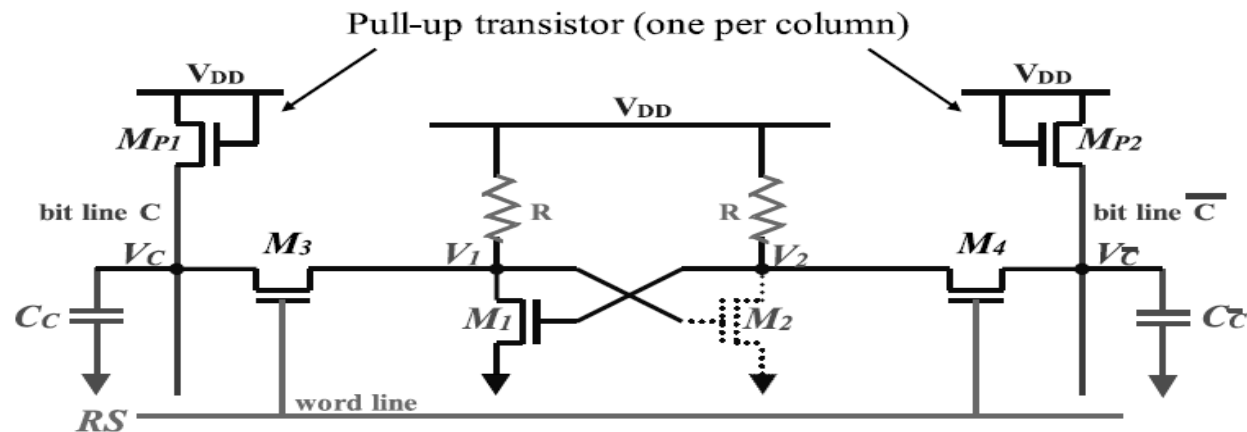 Pull-up transistor (one per column)
VDD
VDD
VDD
MP1
MP2
bit line C
R
R
bit line C̅
VC
M3
V1
V2
M4
VC̅
CC
M1
M2
CC̅
RS
word line